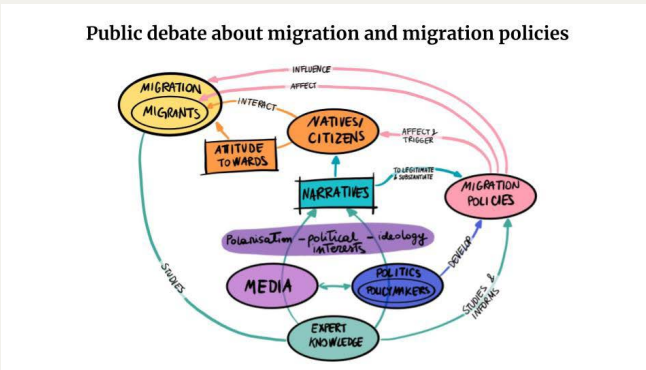 Public debate about migration and migration policies
INFLUENCE
AFFECT
MIGRATION
MIGRANTS
INTERACT
NATIVES/
CITIZENS
AFFECT &
TRIGGER
ATTITUDE
TOWARDS
TO LEGITIMATE
& SUBSTANTIATE
NARRATIVES
MIGRATION
POLICIES
Polarisation - political - ideology
interests
MEDIA
POLITICS
POLICYMAKERS
DEVELOP
STUDIES
STUDIES &
INFORMS
EXPERT
KNOWLEDGE